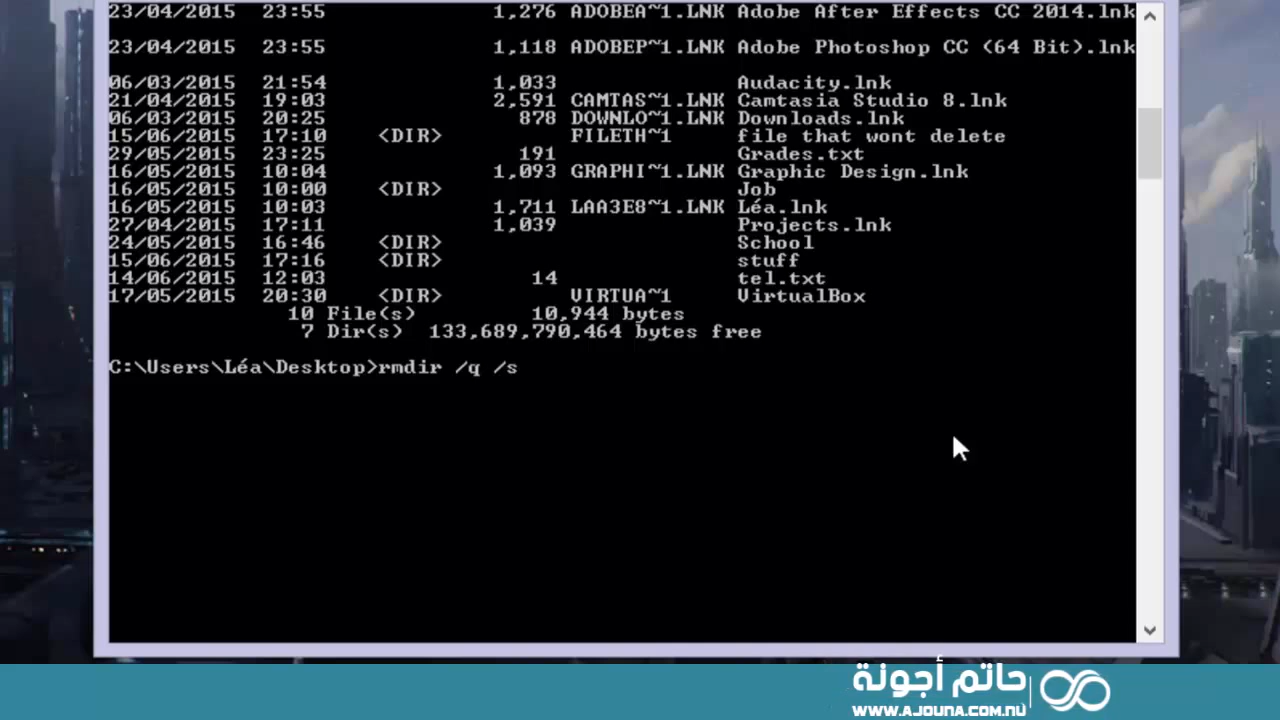 23/04/2015 23:55 1,276 ADOBEA~1.LNK Adobe After Effects CC 2014.lnk
23/04/2015 23:55 1,118 ADOBEP~1.LNK Adobe Photoshop CC (64 Bit).lnk
06/03/2015 21:54 1,033 Audacity.lnk
21/04/2015 19:03 2,591 CAMTAS~1.LNK Camtasia Studio 8.lnk
06/03/2015 20:25 878 DOWNLO~1.LNK Downloads.lnk
15/06/2015 17:10 <DIR> FILETH~1 file that wont delete
29/05/2015 23:25 191 Grades.txt
16/05/2015 10:04 1,093 GRAPHI~1.LNK Graphic Design.lnk
16/05/2015 10:00 <DIR> Job
16/05/2015 10:03 1,711 LAA3E8~1.LNK Léa.lnk
27/04/2015 17:11 1,039 Projects.lnk
24/05/2015 16:46 <DIR> School
15/06/2015 17:16 <DIR> stuff
14/06/2015 12:03 14 tel.txt
17/05/2015 20:30 <DIR> VIRTUA~1 VirtualBox
10 File(s) 10,944 bytes
7 Dir(s) 133,689,790,464 bytes free
C:\Users\Léa\Desktop>rmdir /q /s
حاتم أجونة
WWW.AJOUNA.COM.NU